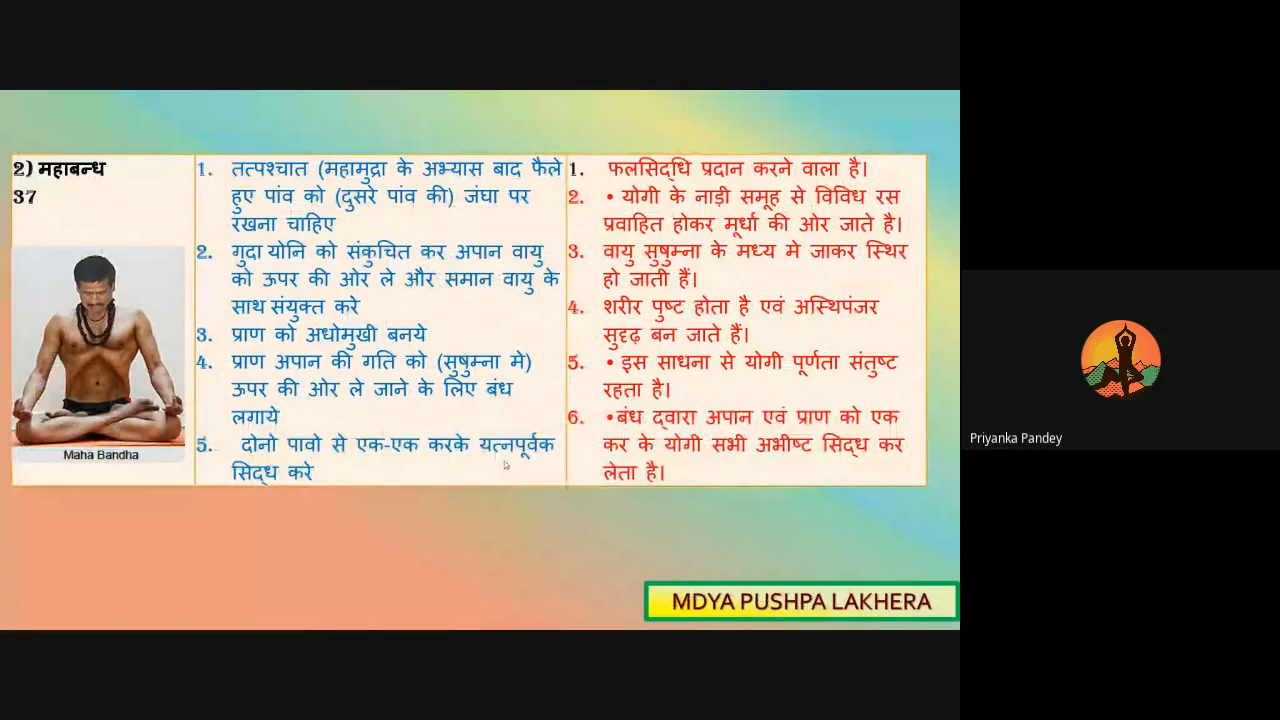 2) महाबन्ध
37
Maha Bandha
1. तत्पश्चात (महामुद्रा के अभ्यास बाद फैले
हुए पांव को (दुसरे पांव की) जंघा पर
रखना चाहिए
2. गुदा योनि को संकुचित कर अपान वायु
को ऊपर की ओर ले और समान वायु के
साथ संयुक्त करे
3. प्राण को अधोमुखी बनये
4. प्राण अपान की गति को (सुषुम्ना मे)
ऊपर की ओर ले जाने के लिए बंध
लगाये
5. दोनो पावो से एक-एक करके यत्नपूर्वक
सिद्ध करे
1. फलसिद्धि प्रदान करने वाला है।
2. • योगी के नाड़ी समूह से विविध रस
प्रवाहित होकर मूर्धा की ओर जाते है।
3. वायु सुषुम्ना के मध्य मे जाकर स्थिर
हो जाती हैं।
4. शरीर पुष्ट होता है एवं अस्थिपंजर
सुदृढ़ बन जाते हैं।
5. • इस साधना से योगी पूर्णता संतुष्ट
रहता है।
6. •बंध द्वारा अपान एवं प्राण को एक
कर के योगी सभी अभीष्ट सिद्ध कर
लेता है।
MDYA PUSHPA LAKHERA
Priyanka Pandey